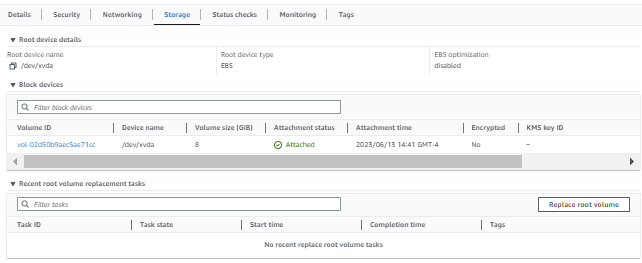 Details Security Networking Storage Status checks Monitoring Tags
Root device details
Root device name Root device type EBS optimization
/dev/xvda EBS disabled
Block devices
Filter block devices
Volume ID Device name Volume size (GiB) Attachment status Attachment time Encrypted KMS key ID
vol-02d50b9aec5ae71cc /dev/xvda 8 Attached 2023/06/13 14:41 GMT-4 No –
Recent root volume replacement tasks
Filter tasks Replace root volume
Task ID Task state Start time Completion time Tags
No recent replace root volume tasks